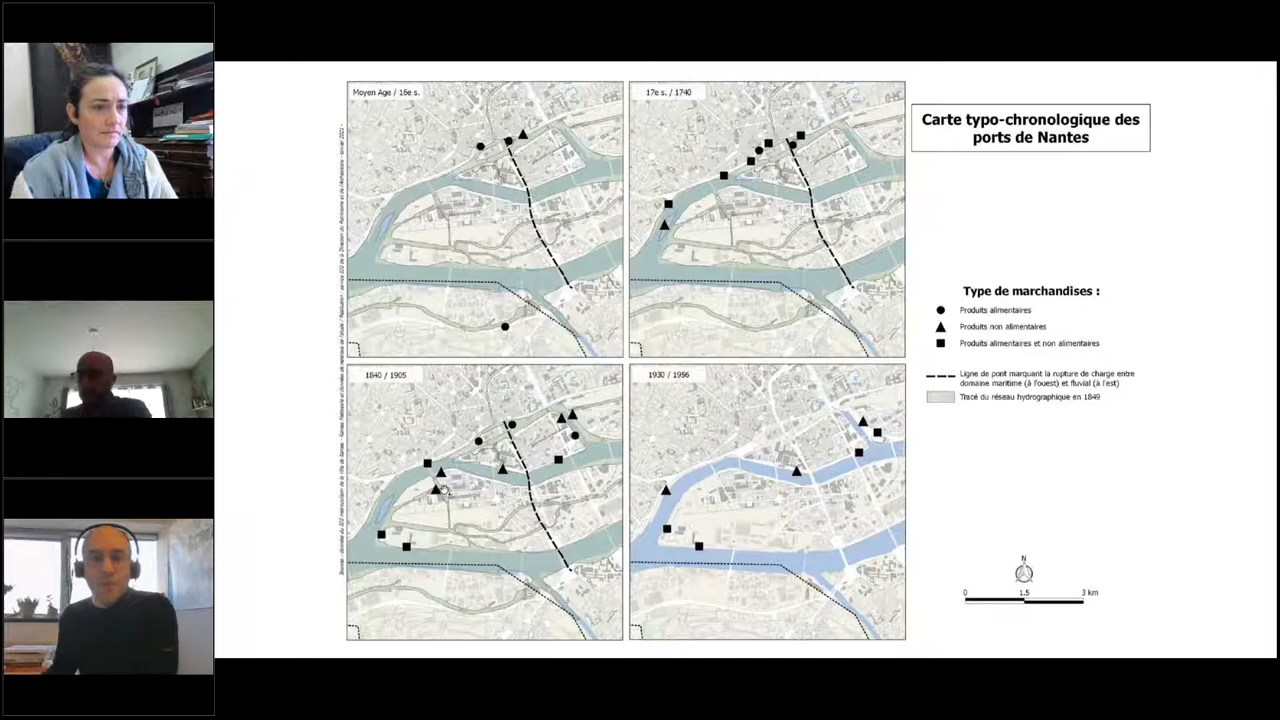 Moyen Age / 16e s.
17e s. / 1740
1840 / 1905
1930 / 1956
Carte typo-chronologique des
ports de Nantes
Type de marchandises :
Produits alimentaires
Produits non alimentaires
Produits alimentaires et non alimentaires
Ligne de pont marquant la rupture de charge entre
domaine maritime (à l'ouest) et fluvial (à l'est)
Tracé du réseau hydrographique en 1849
N
0 1.5 3 km